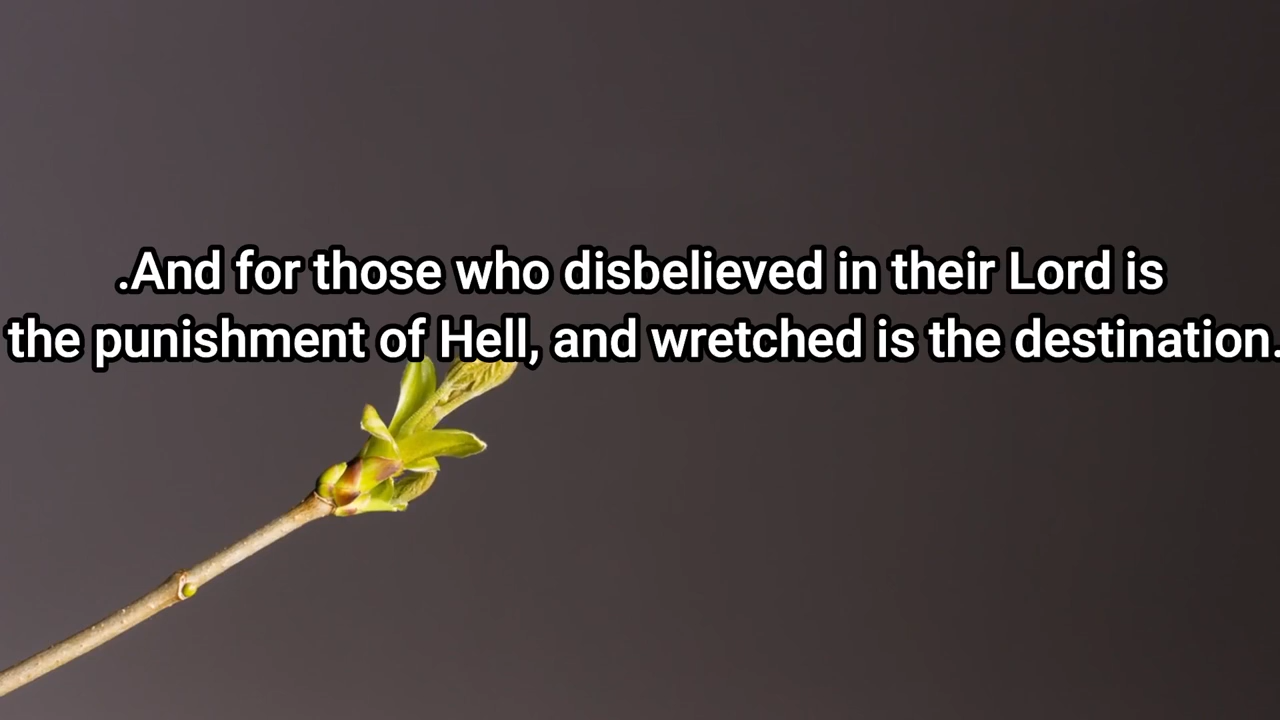 .And for those who disbelieved in their Lord is
the punishment of Hell, and wretched is the destination.